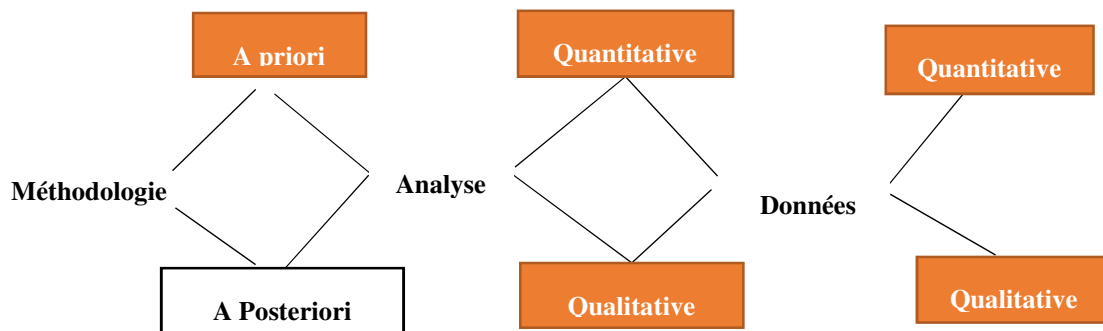 A priori
Quantitative
Quantitative
Méthodologie
Analyse
Données
A Posteriori
Qualitative
Qualitative